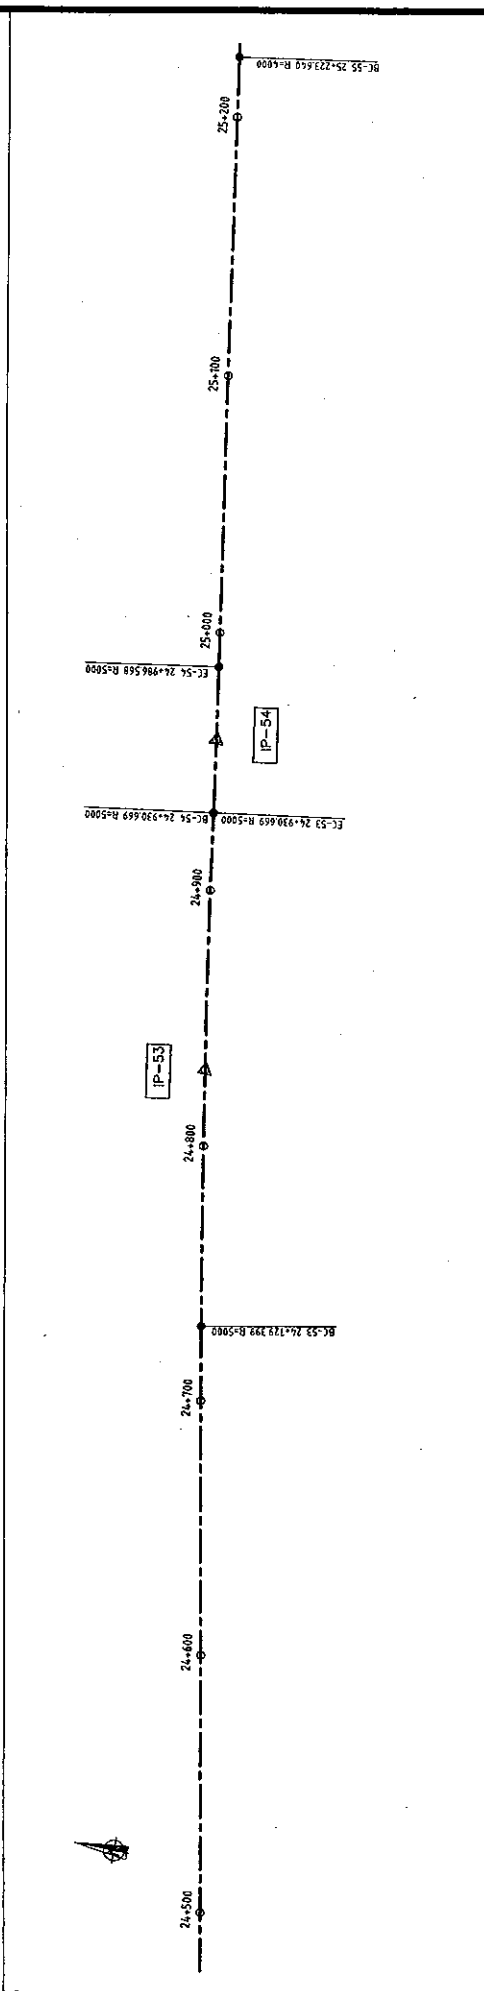 BC-55 25+223.640 R=4000
25+200
25+100
25+000
EC-54 24+986.568 R=5000
IP-54
BC-54 24+930.669 R=5000
EC-53 24+930.669 R=5000
24+900
IP-53
24+800
BC-53 24+729.399 R=5000
24+700
24+600
24+500